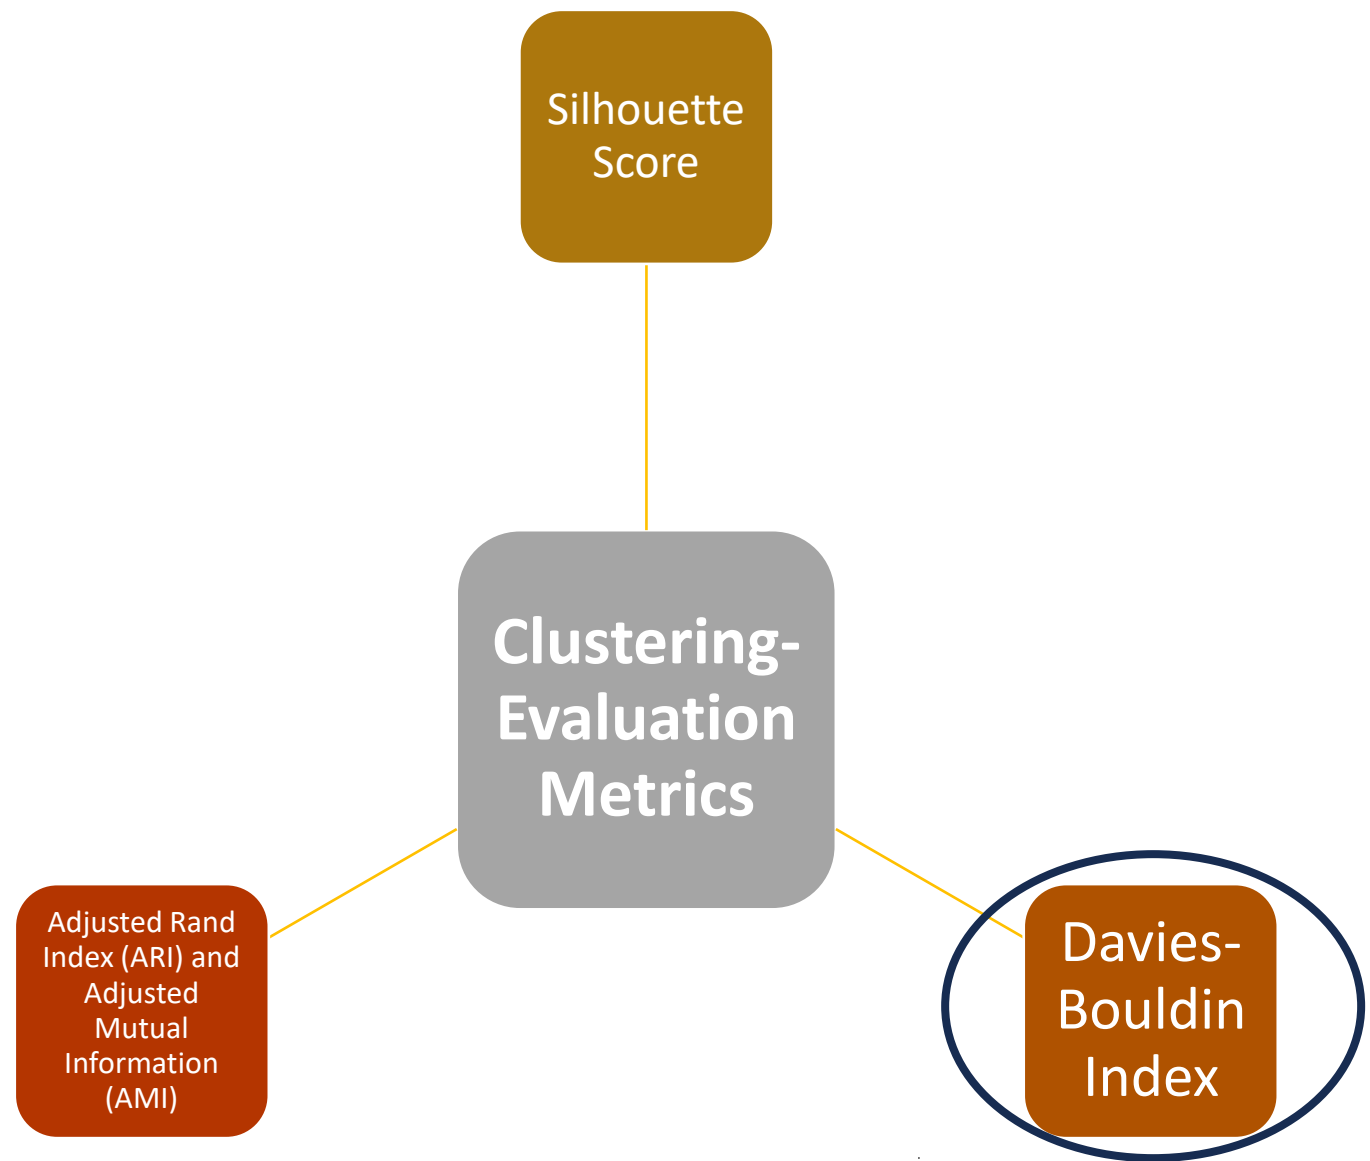 Silhouette
Score
Clustering-
Evaluation
Metrics
Adjusted Rand
Index (ARI) and
Adjusted
Mutual
Information
(AMI)
Davies-
Bouldin
Index